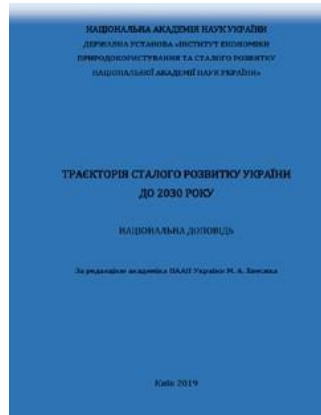 НАЦІОНАЛЬНА АКАДЕМІЯ НАУК УКРАЇНИ
ДЕРЖАВНА УСТАНОВА «ІНСТИТУТ ЕКОНОМІКИ
ПРИРОДОКОРИСТУВАННЯ ТА СТАЛОГО РОЗВИТКУ
НАЦІОНАЛЬНОЇ АКАДЕМІЇ НАУК УКРАЇНИ»
ТРАЄКТОРІЯ СТАЛОГО РОЗВИТКУ УКРАЇНИ
ДО 2030 РОКУ
НАЦІОНАЛЬНА ДОПОВІДЬ
За редакцією академіка НААН України М. А. Хвесика
Київ 2019